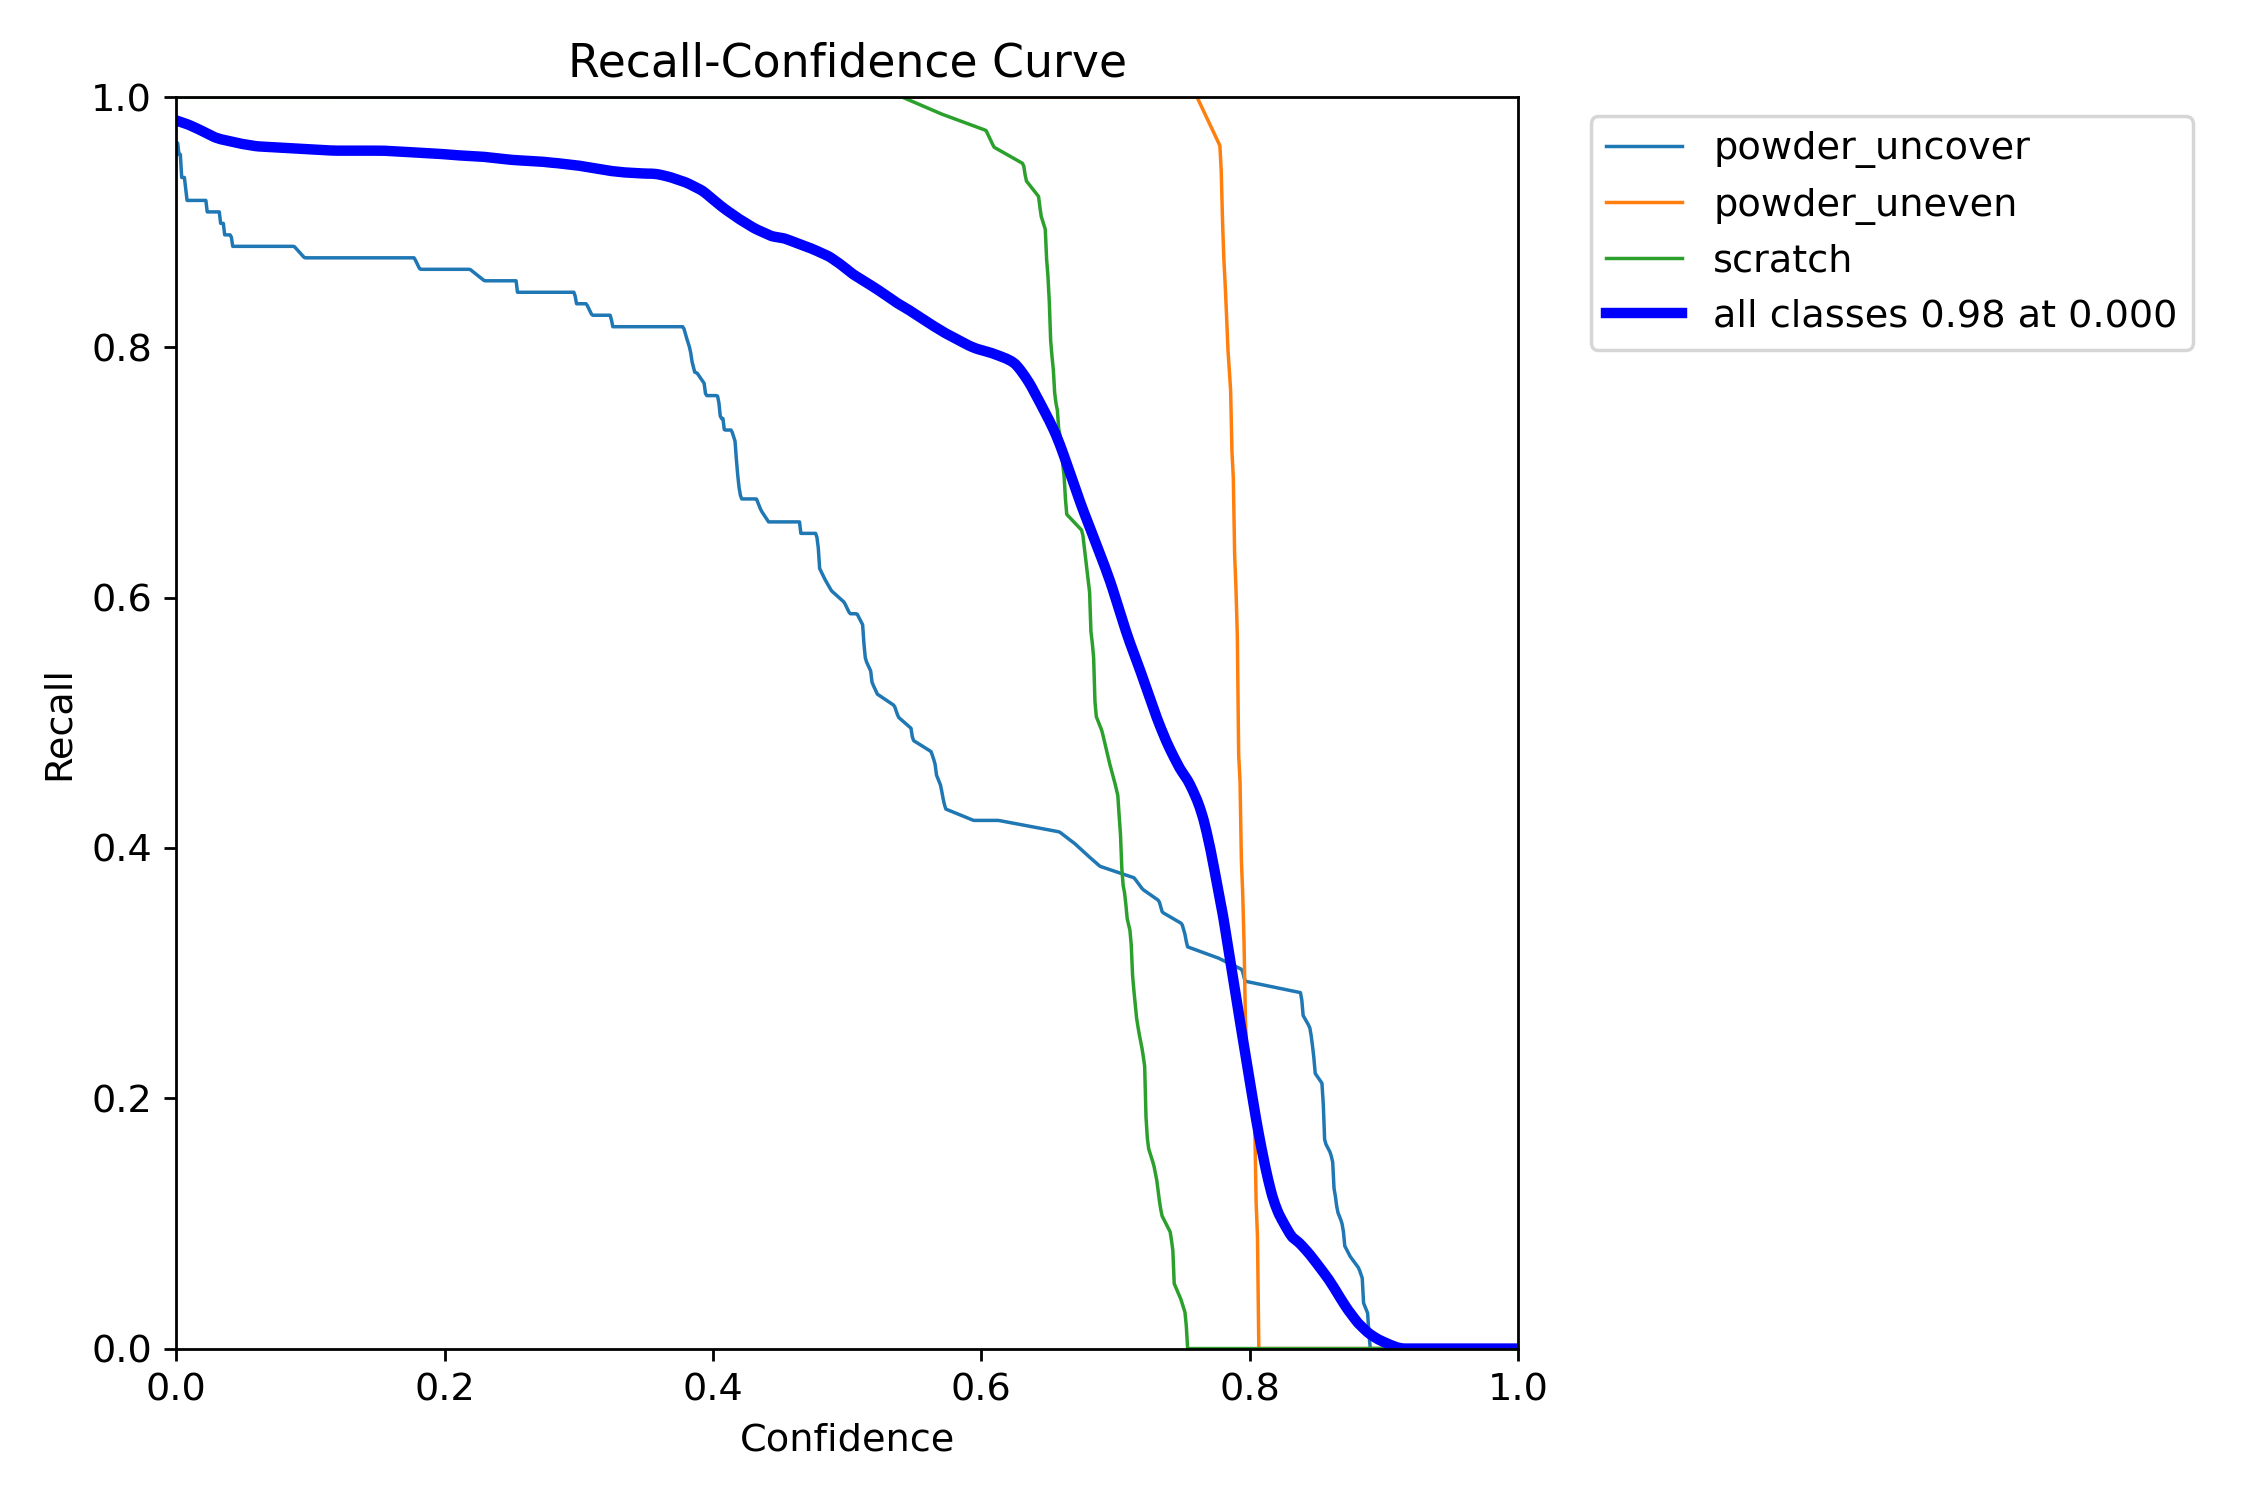 Recall-Confidence Curve
1.0
0.8
0.6
0.4
0.2
0.0
Recall
0.0 0.2 0.4 0.6 0.8 1.0
Confidence
powder_uncover
powder_uneven
scratch
all classes 0.98 at 0.000